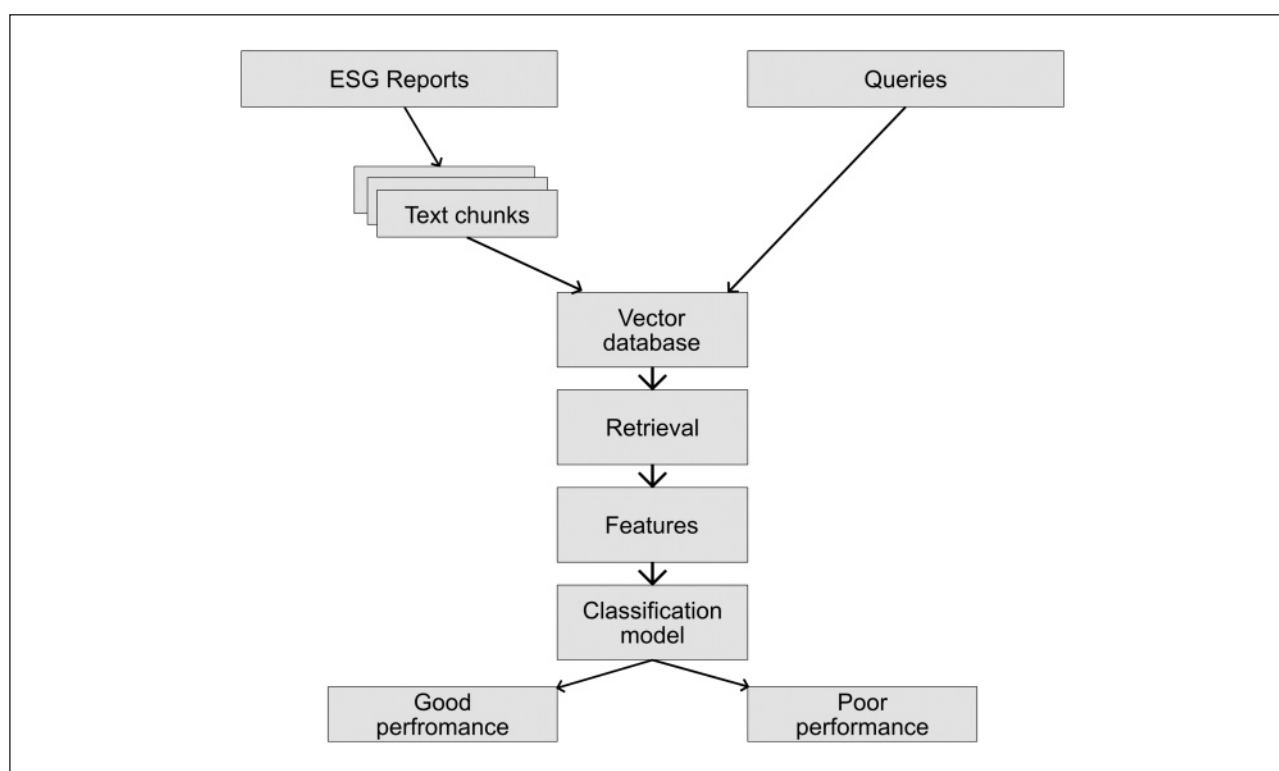 ESG Reports
Queries
Text chunks
Vector
database
Retrieval
Features
Classification
model
Good
perfromance
Poor
performance